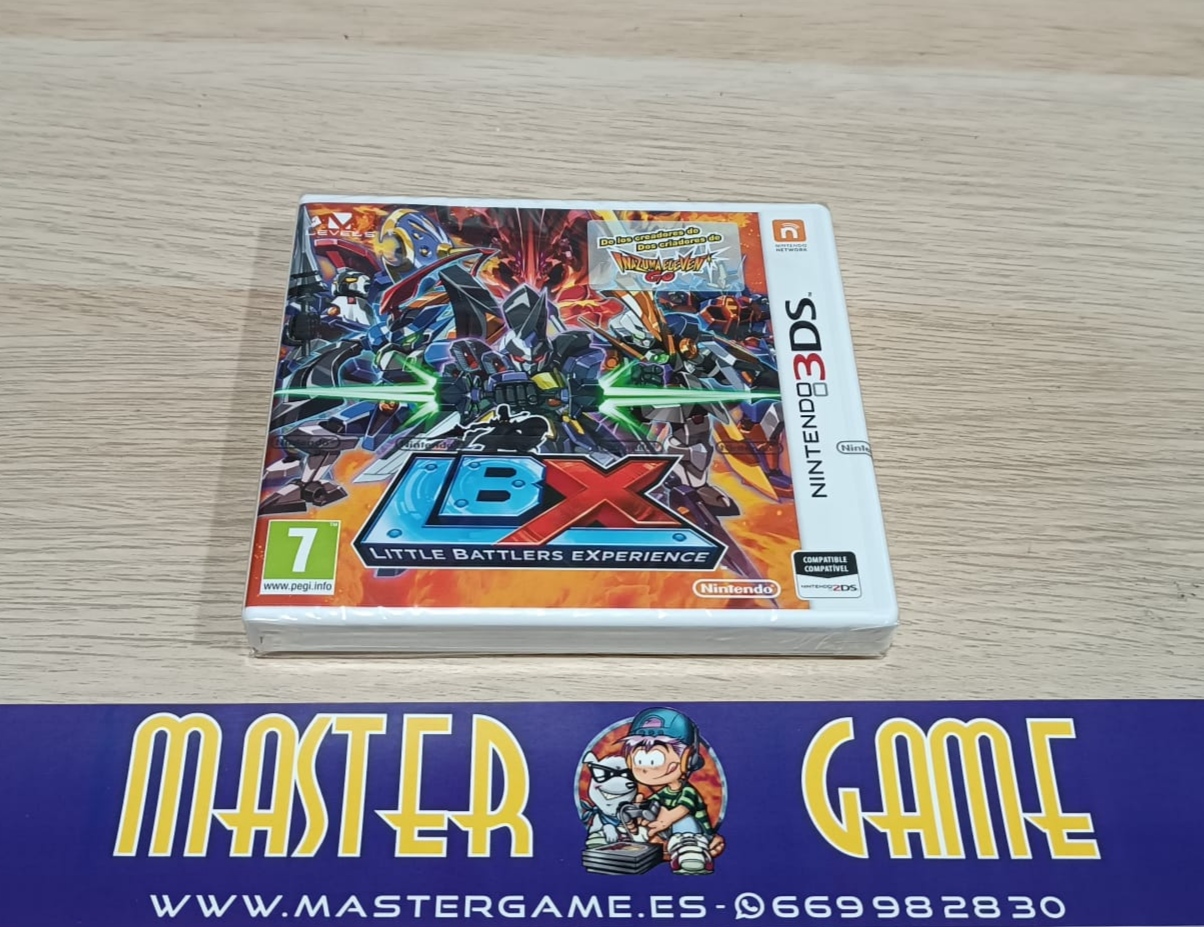 LEVEL5
De los creadores de
Dos criadores de
INAZUMA ELEVEN
GO
NINTENDO
NETWORK
NINTENDO 3DS
Nintendo
LBX
LITTLE BATTLERS EXPERIENCE
7
www.pegi.info
Nintendo
COMPATIBLE
COMPATÍVEL
NINTENDO 2DS
MASTER GAME
WWW.MASTERGAME.ES - 669982830